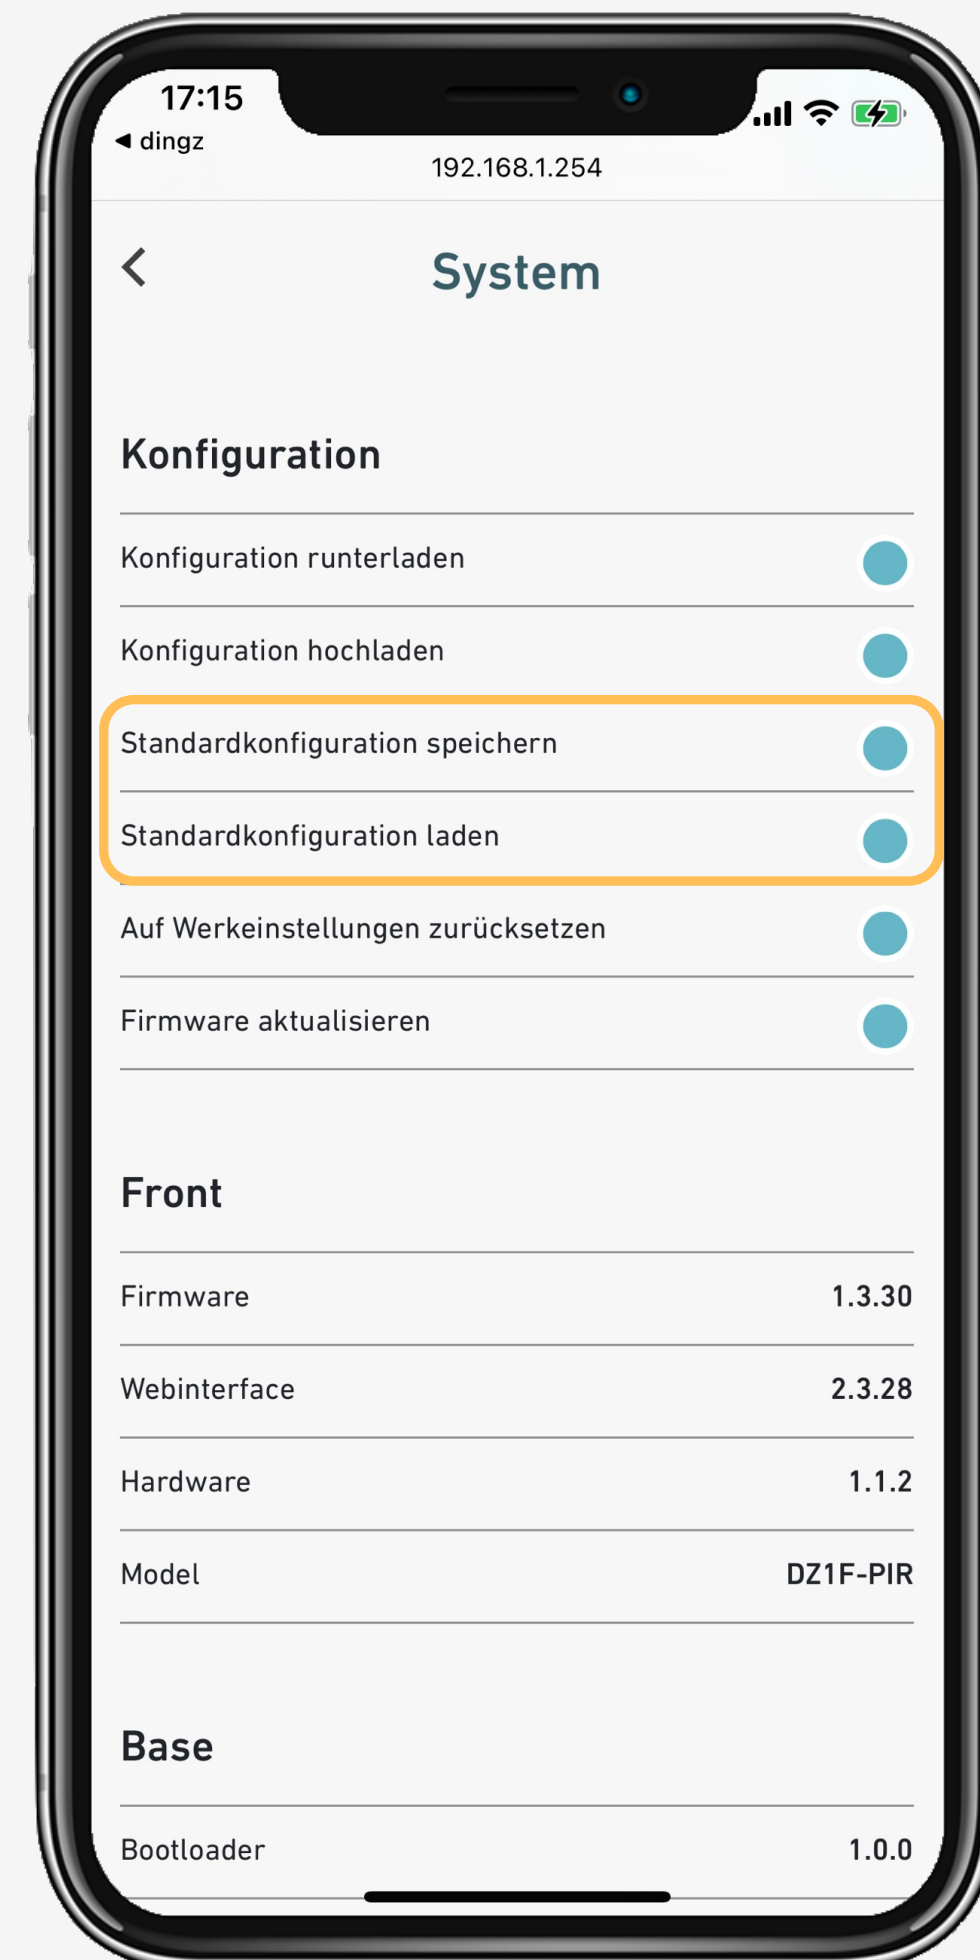 17:15
◀ dingz
192.168.1.254
System
Konfiguration
Konfiguration runterladen
Konfiguration hochladen
Standardkonfiguration speichern
Standardkonfiguration laden
Auf Werkeinstellungen zurücksetzen
Firmware aktualisieren
Front
Firmware 1.3.30
Webinterface 2.3.28
Hardware 1.1.2
Model DZ1F-PIR
Base
Bootloader 1.0.0